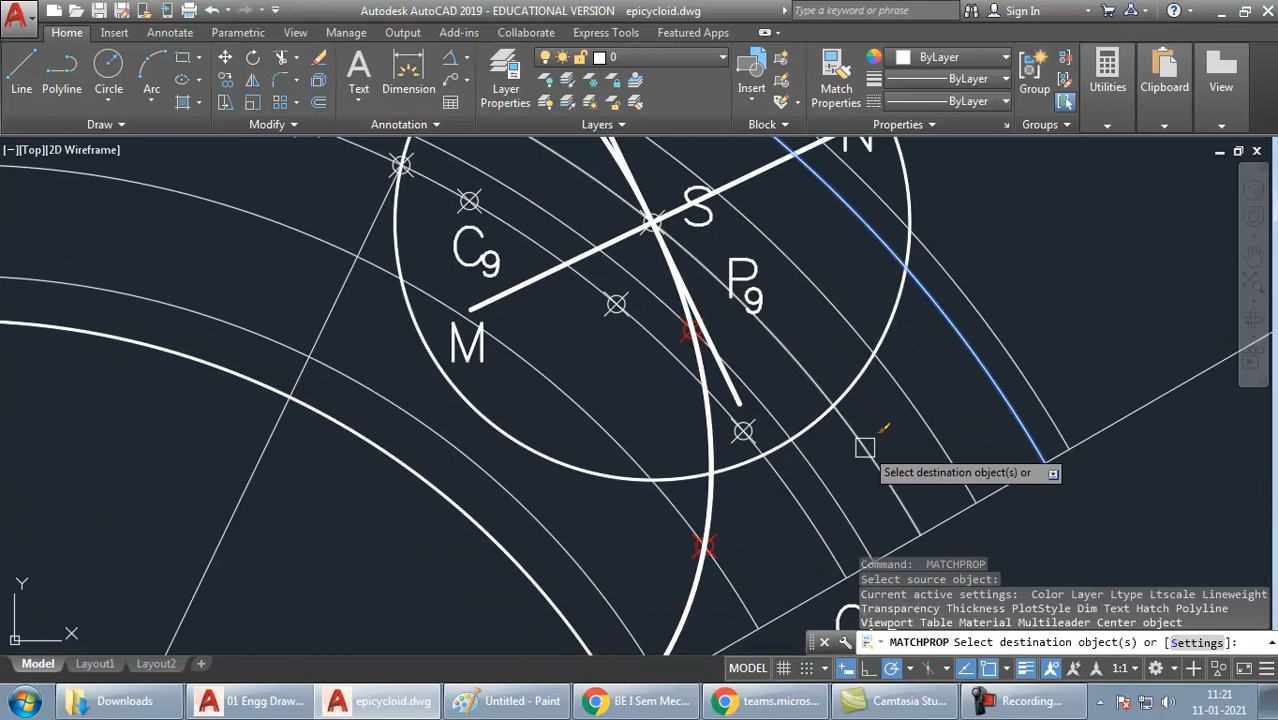 Autodesk AutoCAD 2019 - EDUCATIONAL VERSION epicycloid.dwg
Type a keyword or phrase
Sign In
Home Insert Annotate Parametric View Manage Output Add-ins Collaborate Express Tools Featured Apps
Line Polyline Circle Arc
Text Dimension
Layer Properties
0
Insert
Match Properties
ByLayer
ByLayer
ByLayer
Group
Utilities
Clipboard
View
Draw Modify Annotation Layers Block Properties Groups
[−][Top][2D Wireframe]
N
S
C9
P9
M
Select destination object(s) or
Command: MATCHPROP
Select source object:
Current active settings: Color Layer Ltype Ltscale Lineweight
Transparency Thickness PlotStyle Dim Text Hatch Polyline
Viewport Table Material Multileader Center object
MATCHPROP Select destination object(s) or [Settings]:
Y
X
Model Layout1 Layout2 +
MODEL
1:1
Downloads
01 Engg Draw...
epicycloid.dwg
Untitled - Paint
BE I Sem Mec...
teams.micros...
Camtasia Stu...
Recording...
11:21
11-01-2021